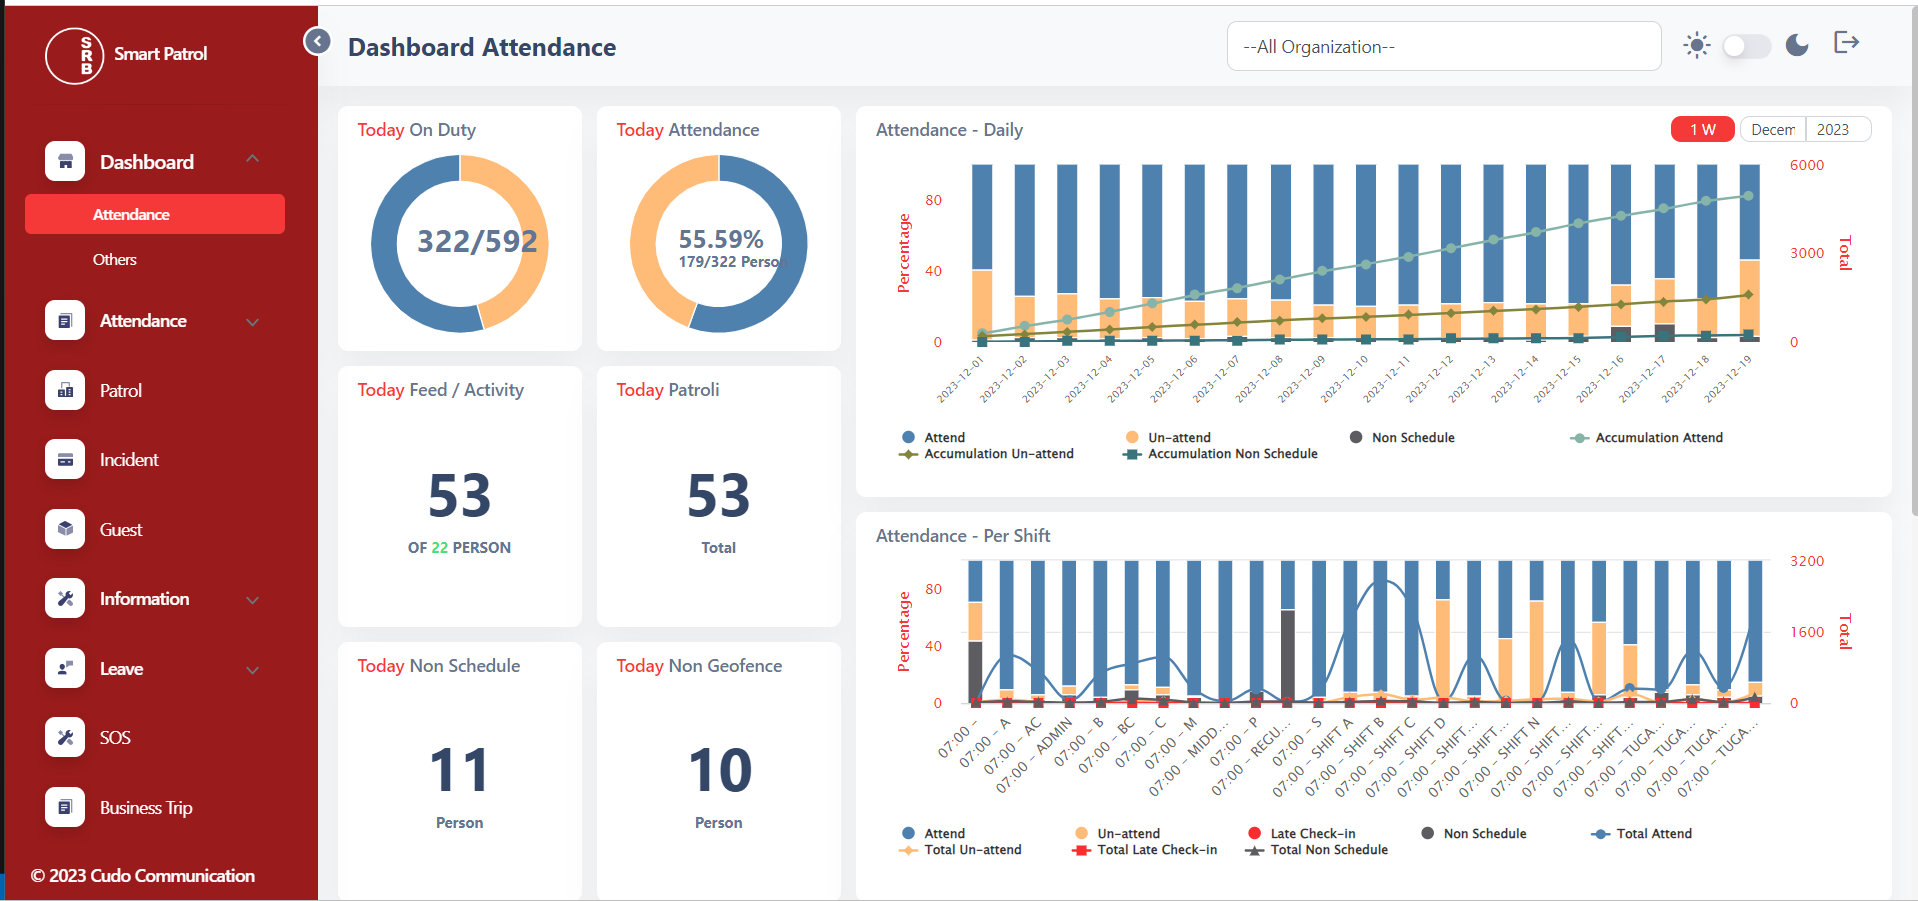 SRB
Smart Patrol
Dashboard
Attendance
Others
Attendance
Patrol
Incident
Guest
Information
Leave
SOS
Business Trip
© 2023 Cudo Communication
Dashboard Attendance
--All Organization--
Today On Duty
322/592
Today Attendance
55.59%
179/322 Person
Today Feed / Activity
53
OF 22 PERSON
Today Patroli
53
Total
Today Non Schedule
11
Person
Today Non Geofence
10
Person
Attendance - Daily
1 W
Decem
2023
Percentage
80
40
0
6000
3000
0
Total
2023-12-01
2023-12-02
2023-12-03
2023-12-04
2023-12-05
2023-12-06
2023-12-07
2023-12-08
2023-12-09
2023-12-10
2023-12-11
2023-12-12
2023-12-13
2023-12-14
2023-12-15
2023-12-16
2023-12-17
2023-12-18
2023-12-19
Attend
Un-attend
Non Schedule
Accumulation Attend
Accumulation Un-attend
Accumulation Non Schedule
Attendance - Per Shift
Percentage
80
40
0
3200
1600
0
Total
07:00 -
07:00 - A
07:00 - AC
07:00 - ADMIN
07:00 - B
07:00 - BC
07:00 - C
07:00 - M
07:00 - MIDD...
07:00 - P
07:00 - REGU...
07:00 - S
07:00 - SHIFT A
07:00 - SHIFT B
07:00 - SHIFT C
07:00 - SHIFT D
07:00 - SHIFT...
07:00 - SHIFT...
07:00 - SHIFT N
07:00 - SHIFT...
07:00 - SHIFT...
07:00 - SHIFT...
07:00 - TUGA...
07:00 - TUGA...
07:00 - TUGA...
07:00 - TUGA...
Attend
Un-attend
Late Check-in
Non Schedule
Total Attend
Total Un-attend
Total Late Check-in
Total Non Schedule